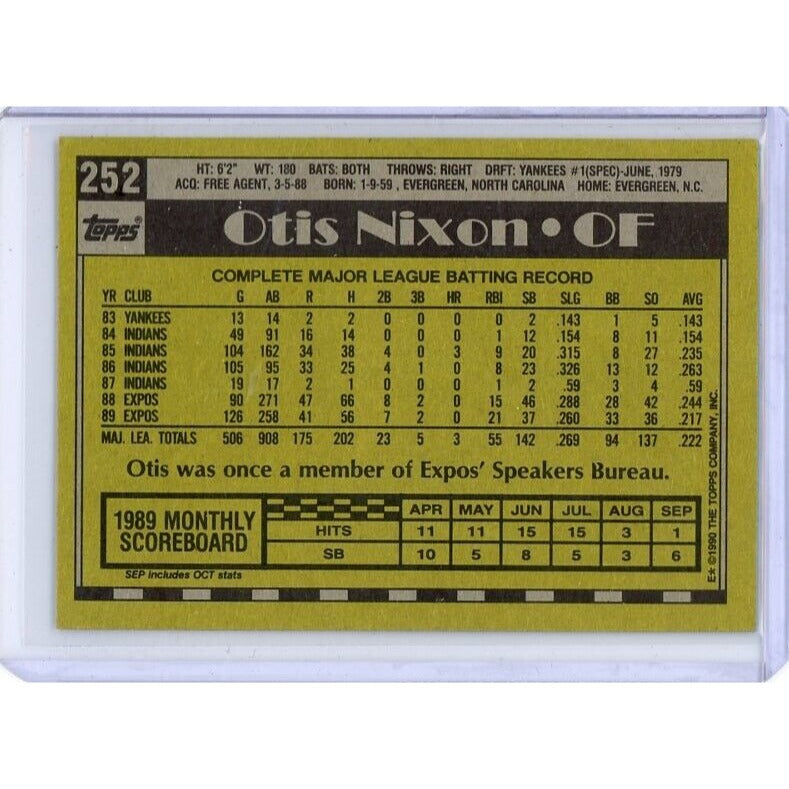 252
HT: 6'2" WT: 180 BATS: BOTH THROWS: RIGHT DRFT: YANKEES #1(SPEC)-JUNE, 1979
ACQ: FREE AGENT, 3-5-88 BORN: 1-9-59 , EVERGREEN, NORTH CAROLINA HOME: EVERGREEN, N.C.
Topps®
Otis Nixon • OF
COMPLETE MAJOR LEAGUE BATTING RECORD
YR CLUB G AB R H 2B 3B HR RBI SB SLG BB SO AVG
83 YANKEES 13 14 2 2 0 0 0 0 2 .143 1 5 .143
84 INDIANS 49 91 16 14 0 0 0 1 12 .154 8 11 .154
85 INDIANS 104 162 34 38 4 0 3 9 20 .315 8 27 .235
86 INDIANS 105 95 33 25 4 1 0 8 23 .326 13 12 .263
87 INDIANS 19 17 2 1 0 0 0 1 2 .59 3 4 .59
88 EXPOS 90 271 47 66 8 2 0 15 46 .288 28 42 .244
89 EXPOS 126 258 41 56 7 2 0 21 37 .260 33 36 .217
MAJ. LEA. TOTALS 506 908 175 202 23 5 3 55 142 .269 94 137 .222
Otis was once a member of Expos' Speakers Bureau.
1989 MONTHLY
SCOREBOARD
APR MAY JUN JUL AUG SEP
HITS 11 11 15 15 3 1
SB 10 5 8 5 3 6
SEP includes OCT stats
E* ©1990 THE TOPPS COMPANY, INC.